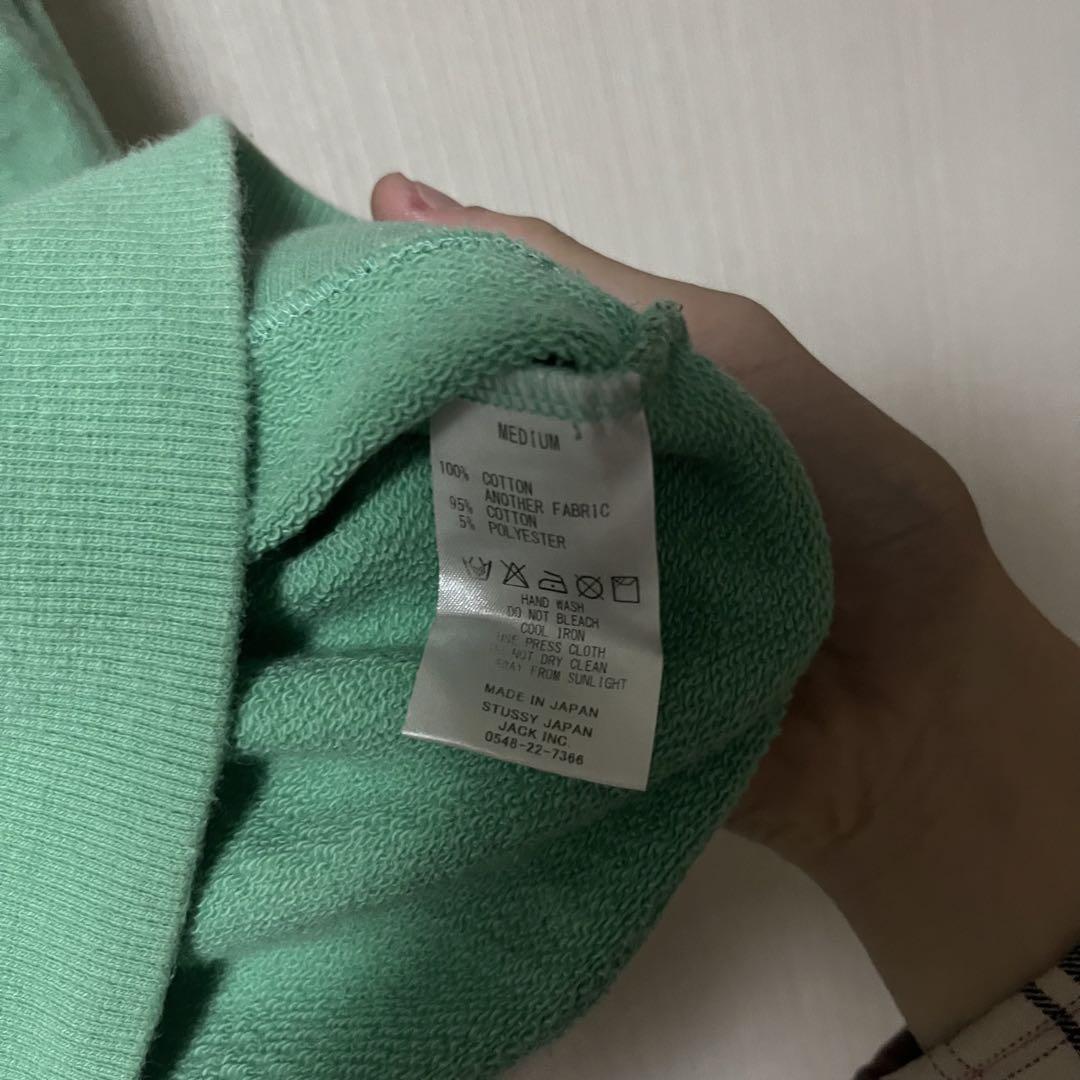 MEDIUM
100% COTTON
ANOTHER FABRIC
95% COTTON
5% POLYESTER
HAND WASH
DO NOT BLEACH
COOL IRON
USE PRESS CLOTH
DO NOT DRY CLEAN
FROM SUNLIGHT
MADE IN JAPAN
STUSSY JAPAN
JACK INC.
0548-22-7366